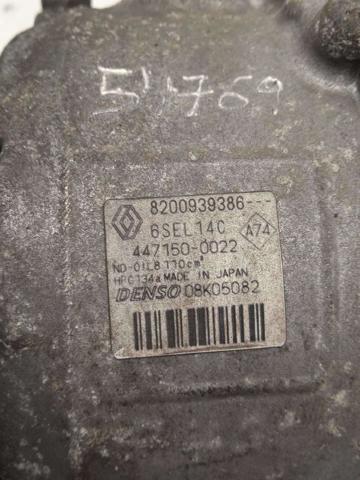 54769
8200939386---
6SEL14C
A74
447150-0022
ND-OIL8 110cm³
HFC134a MADE IN JAPAN
DENSO 08K05082